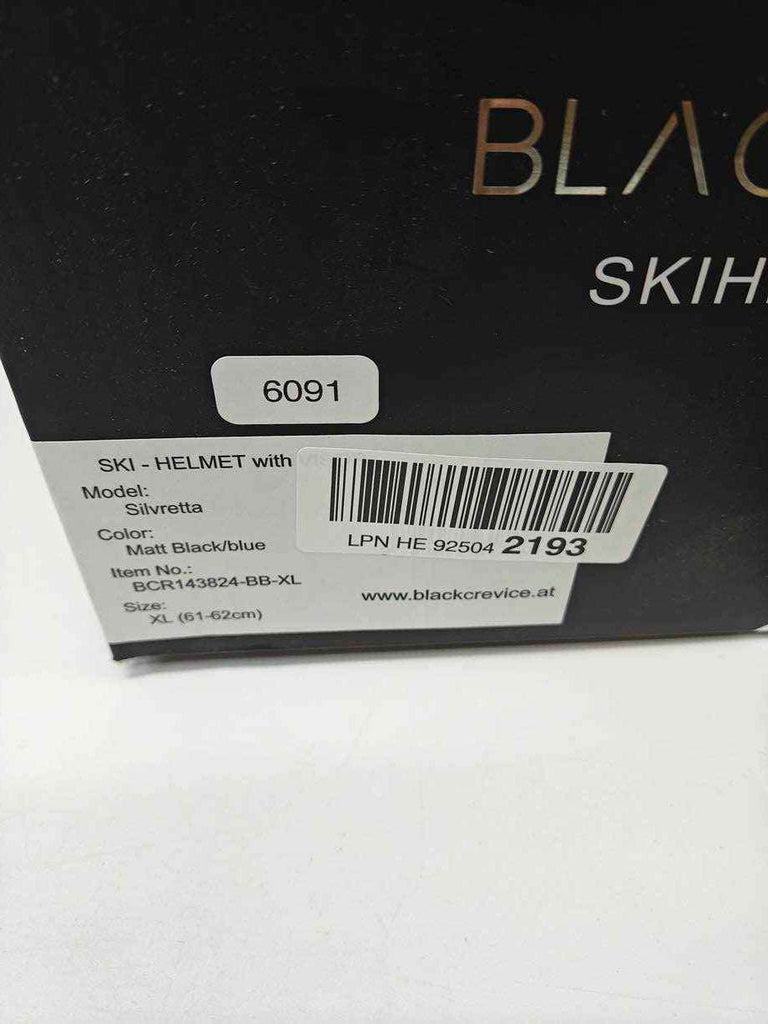 BLAC
SKIH
6091
SKI - HELMET with
Model:
Silvretta
Color:
Matt Black/blue
Item No.:
BCR143824-BB-XL
Size:
XL (61-62cm)
LPN HE 92504 2193
www.blackcrevice.at